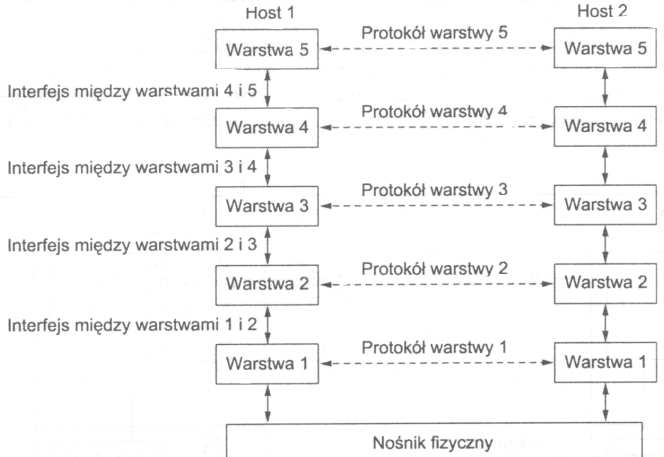 Host 1
Host 2
Warstwa 5
Protokół warstwy 5
Warstwa 5
Interfejs między warstwami 4 i 5
Warstwa 4
Protokół warstwy 4
Warstwa 4
Interfejs między warstwami 3 i 4
Warstwa 3
Protokół warstwy 3
Warstwa 3
Interfejs między warstwami 2 i 3
Warstwa 2
Protokół warstwy 2
Warstwa 2
Interfejs między warstwami 1 i 2
Warstwa 1
Protokół warstwy 1
Warstwa 1
Nośnik fizyczny